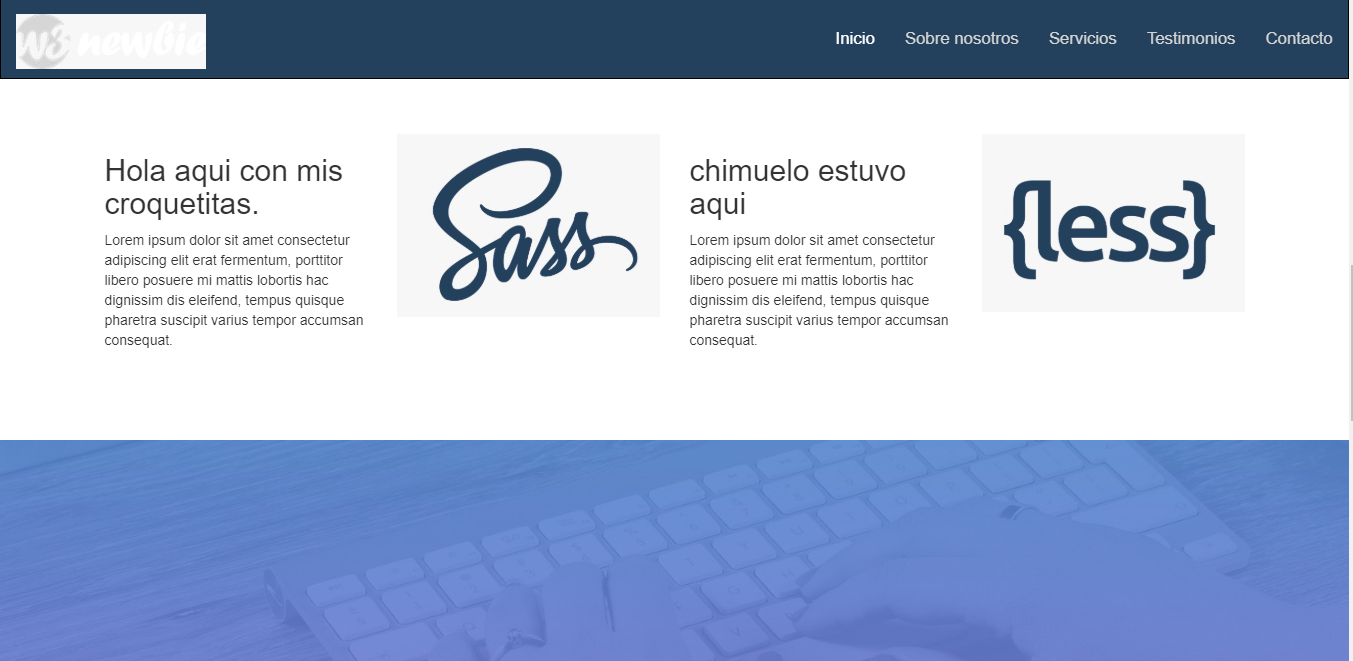 w3 newbie
Inicio Sobre nosotros Servicios Testimonios Contacto
Hola aqui con mis
croquetitas.
Lorem ipsum dolor sit amet consectetur
adipiscing elit erat fermentum, porttitor
libero posuere mi mattis lobortis hac
dignissim dis eleifend, tempus quisque
pharetra suscipit varius tempor accumsan
consequat.
Sass
chimuelo estuvo
aqui
Lorem ipsum dolor sit amet consectetur
adipiscing elit erat fermentum, porttitor
libero posuere mi mattis lobortis hac
dignissim dis eleifend, tempus quisque
pharetra suscipit varius tempor accumsan
consequat.
{less}